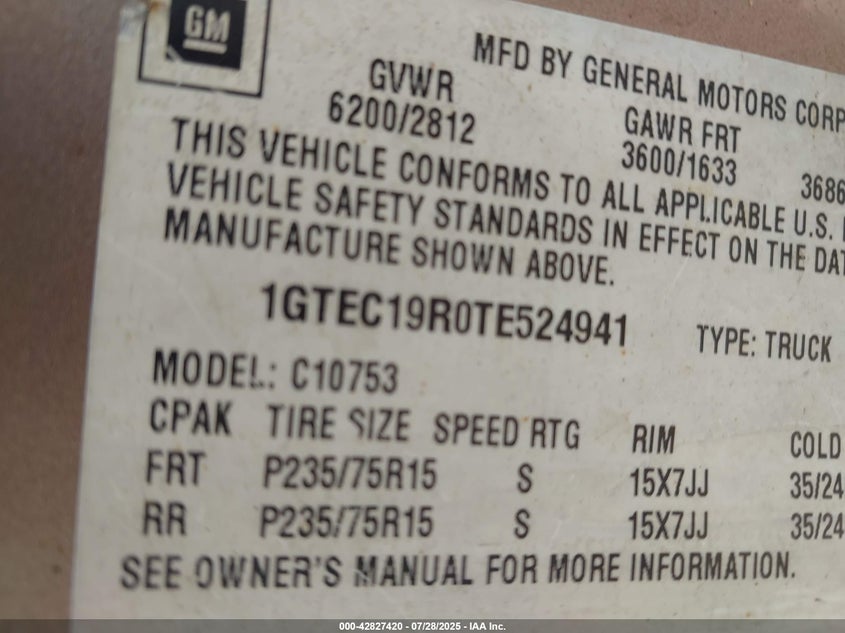 GM
MFD BY GENERAL MOTORS CORP
GVWR
6200/2812
GAWR FRT
3600/1633
3686
THIS VEHICLE CONFORMS TO ALL APPLICABLE U.S.
VEHICLE SAFETY STANDARDS IN EFFECT ON THE DAT
MANUFACTURE SHOWN ABOVE.
1GTEC19R0TE524941 TYPE: TRUCK
MODEL: C10753
CPAK TIRE SIZE SPEED RTG RIM COLD
FRT P235/75R15 S 15X7JJ 35/24
RR P235/75R15 S 15X7JJ 35/24
SEE OWNER'S MANUAL FOR MORE INFORMATION.
000-42827420 | 07/28/2025 - IAA Inc.